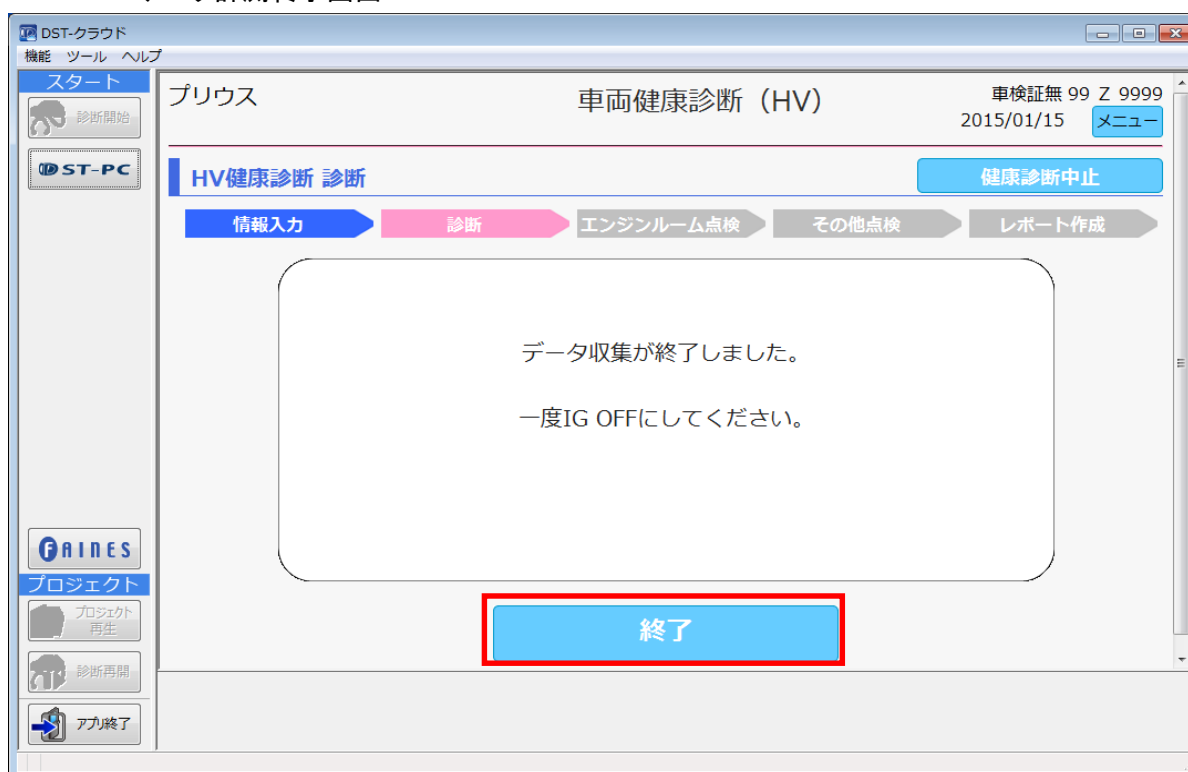 DST-クラウド
機能 ツール ヘルプ
スタート
診断開始
DST-PC
プリウス
車両健康診断（HV）
車検証無 99 Z 9999
2015/01/15
メニュー
HV健康診断 診断
健康診断中止
情報入力
診断
エンジンルーム点検
その他点検
レポート作成
データ収集が終了しました。
一度IG OFFにしてください。
終了
FAINES
プロジェクト
プロジェクト
再生
診断再開
アプリ終了